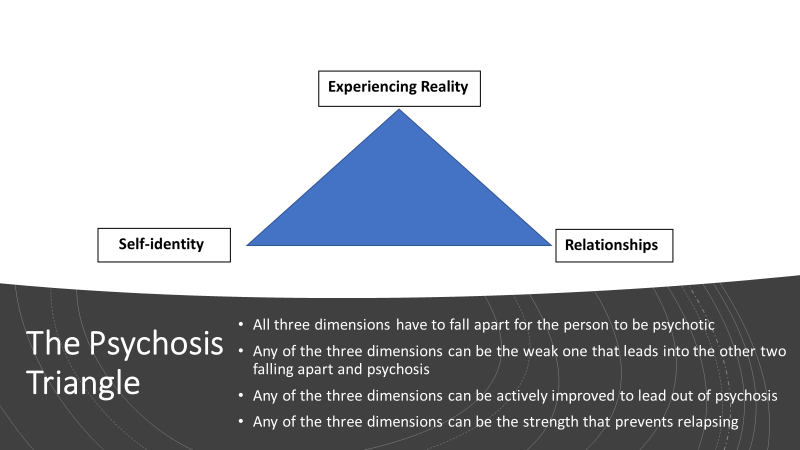 Experiencing Reality
Self-identity
Relationships
The Psychosis
Triangle
• All three dimensions have to fall apart for the person to be psychotic
• Any of the three dimensions can be the weak one that leads into the other two
falling apart and psychosis
• Any of the three dimensions can be actively improved to lead out of psychosis
• Any of the three dimensions can be the strength that prevents relapsing